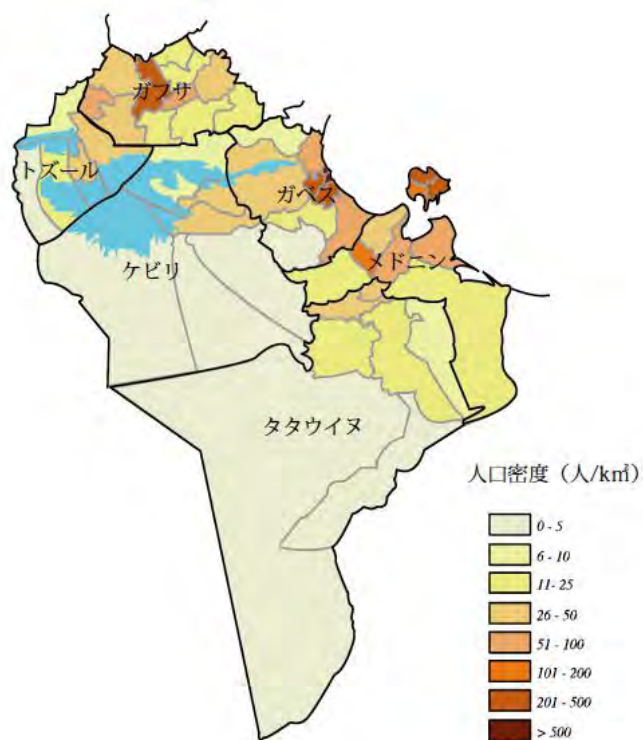 ガフサ
トズール
ガベス
メドニン
ケビリ
タタウイヌ
人口密度（人/k㎡）
0 - 5
6 - 10
11- 25
26 - 50
51 - 100
101 - 200
201 - 500
> 500